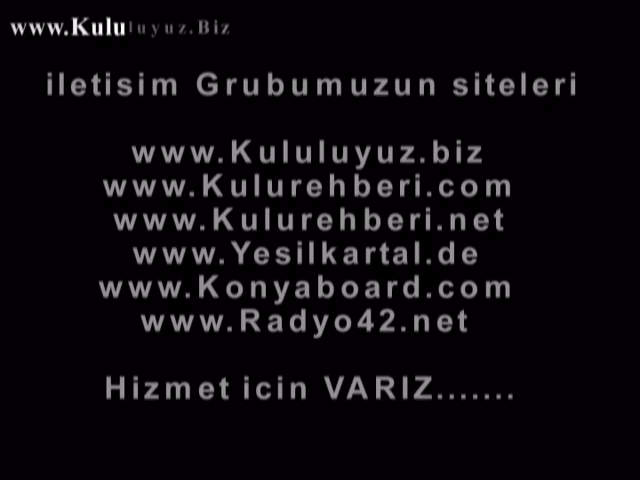 www.Kululuyuz.Biz
iletisim Grubumuzun siteleri
www.Kululuyuz.biz
www.Kulurehberi.com
www.Kulurehberi.net
www.Yesilkartal.de
www.Konyaboard.com
www.Radyo42.net
Hizmet icin VARIZ.......